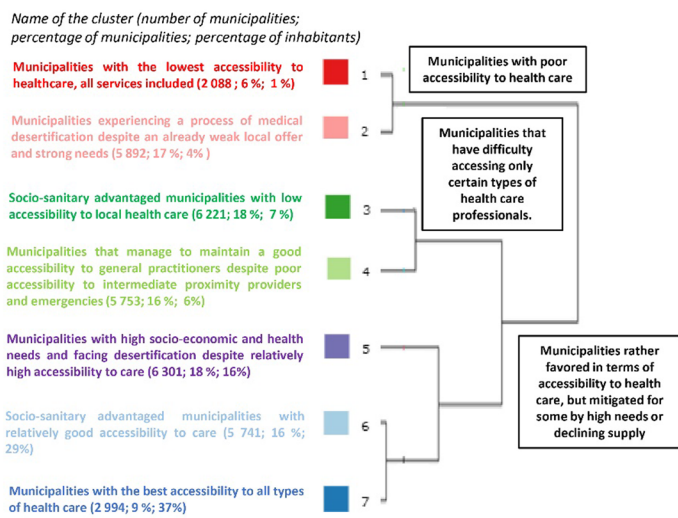 Name of the cluster (number of municipalities;
percentage of municipalities; percentage of inhabitants)
Municipalities with the lowest accessibility to
healthcare, all services included (2 088 ; 6 %; 1 %)
1
Municipalities with poor
accessibility to health care
Municipalities experiencing a process of medical
desertification despite an already weak local offer
and strong needs (5 892; 17 %; 4% )
2
Municipalities that
have difficulty
accessing only
certain types of
health care
professionals.
Socio-sanitary advantaged municipalities with low
accessibility to local health care (6 221; 18 %; 7 %)
3
Municipalities that manage to maintain a good
accessibility to general practitioners despite poor
accessibility to intermediate proximity providers
and emergencies (5 753; 16 %; 6%)
4
Municipalities with high socio-economic and health
needs and facing desertification despite relatively
high accessibility to care (6 301; 18 %; 16%)
5
Municipalities rather
favored in terms of
accessibility to health
care, but mitigated for
some by high needs or
declining supply
Socio-sanitary advantaged municipalities with
relatively good accessibility to care (5 741; 16 %;
29%)
6
Municipalities with the best accessibility to all types
of health care (2 994; 9 %; 37%)
7